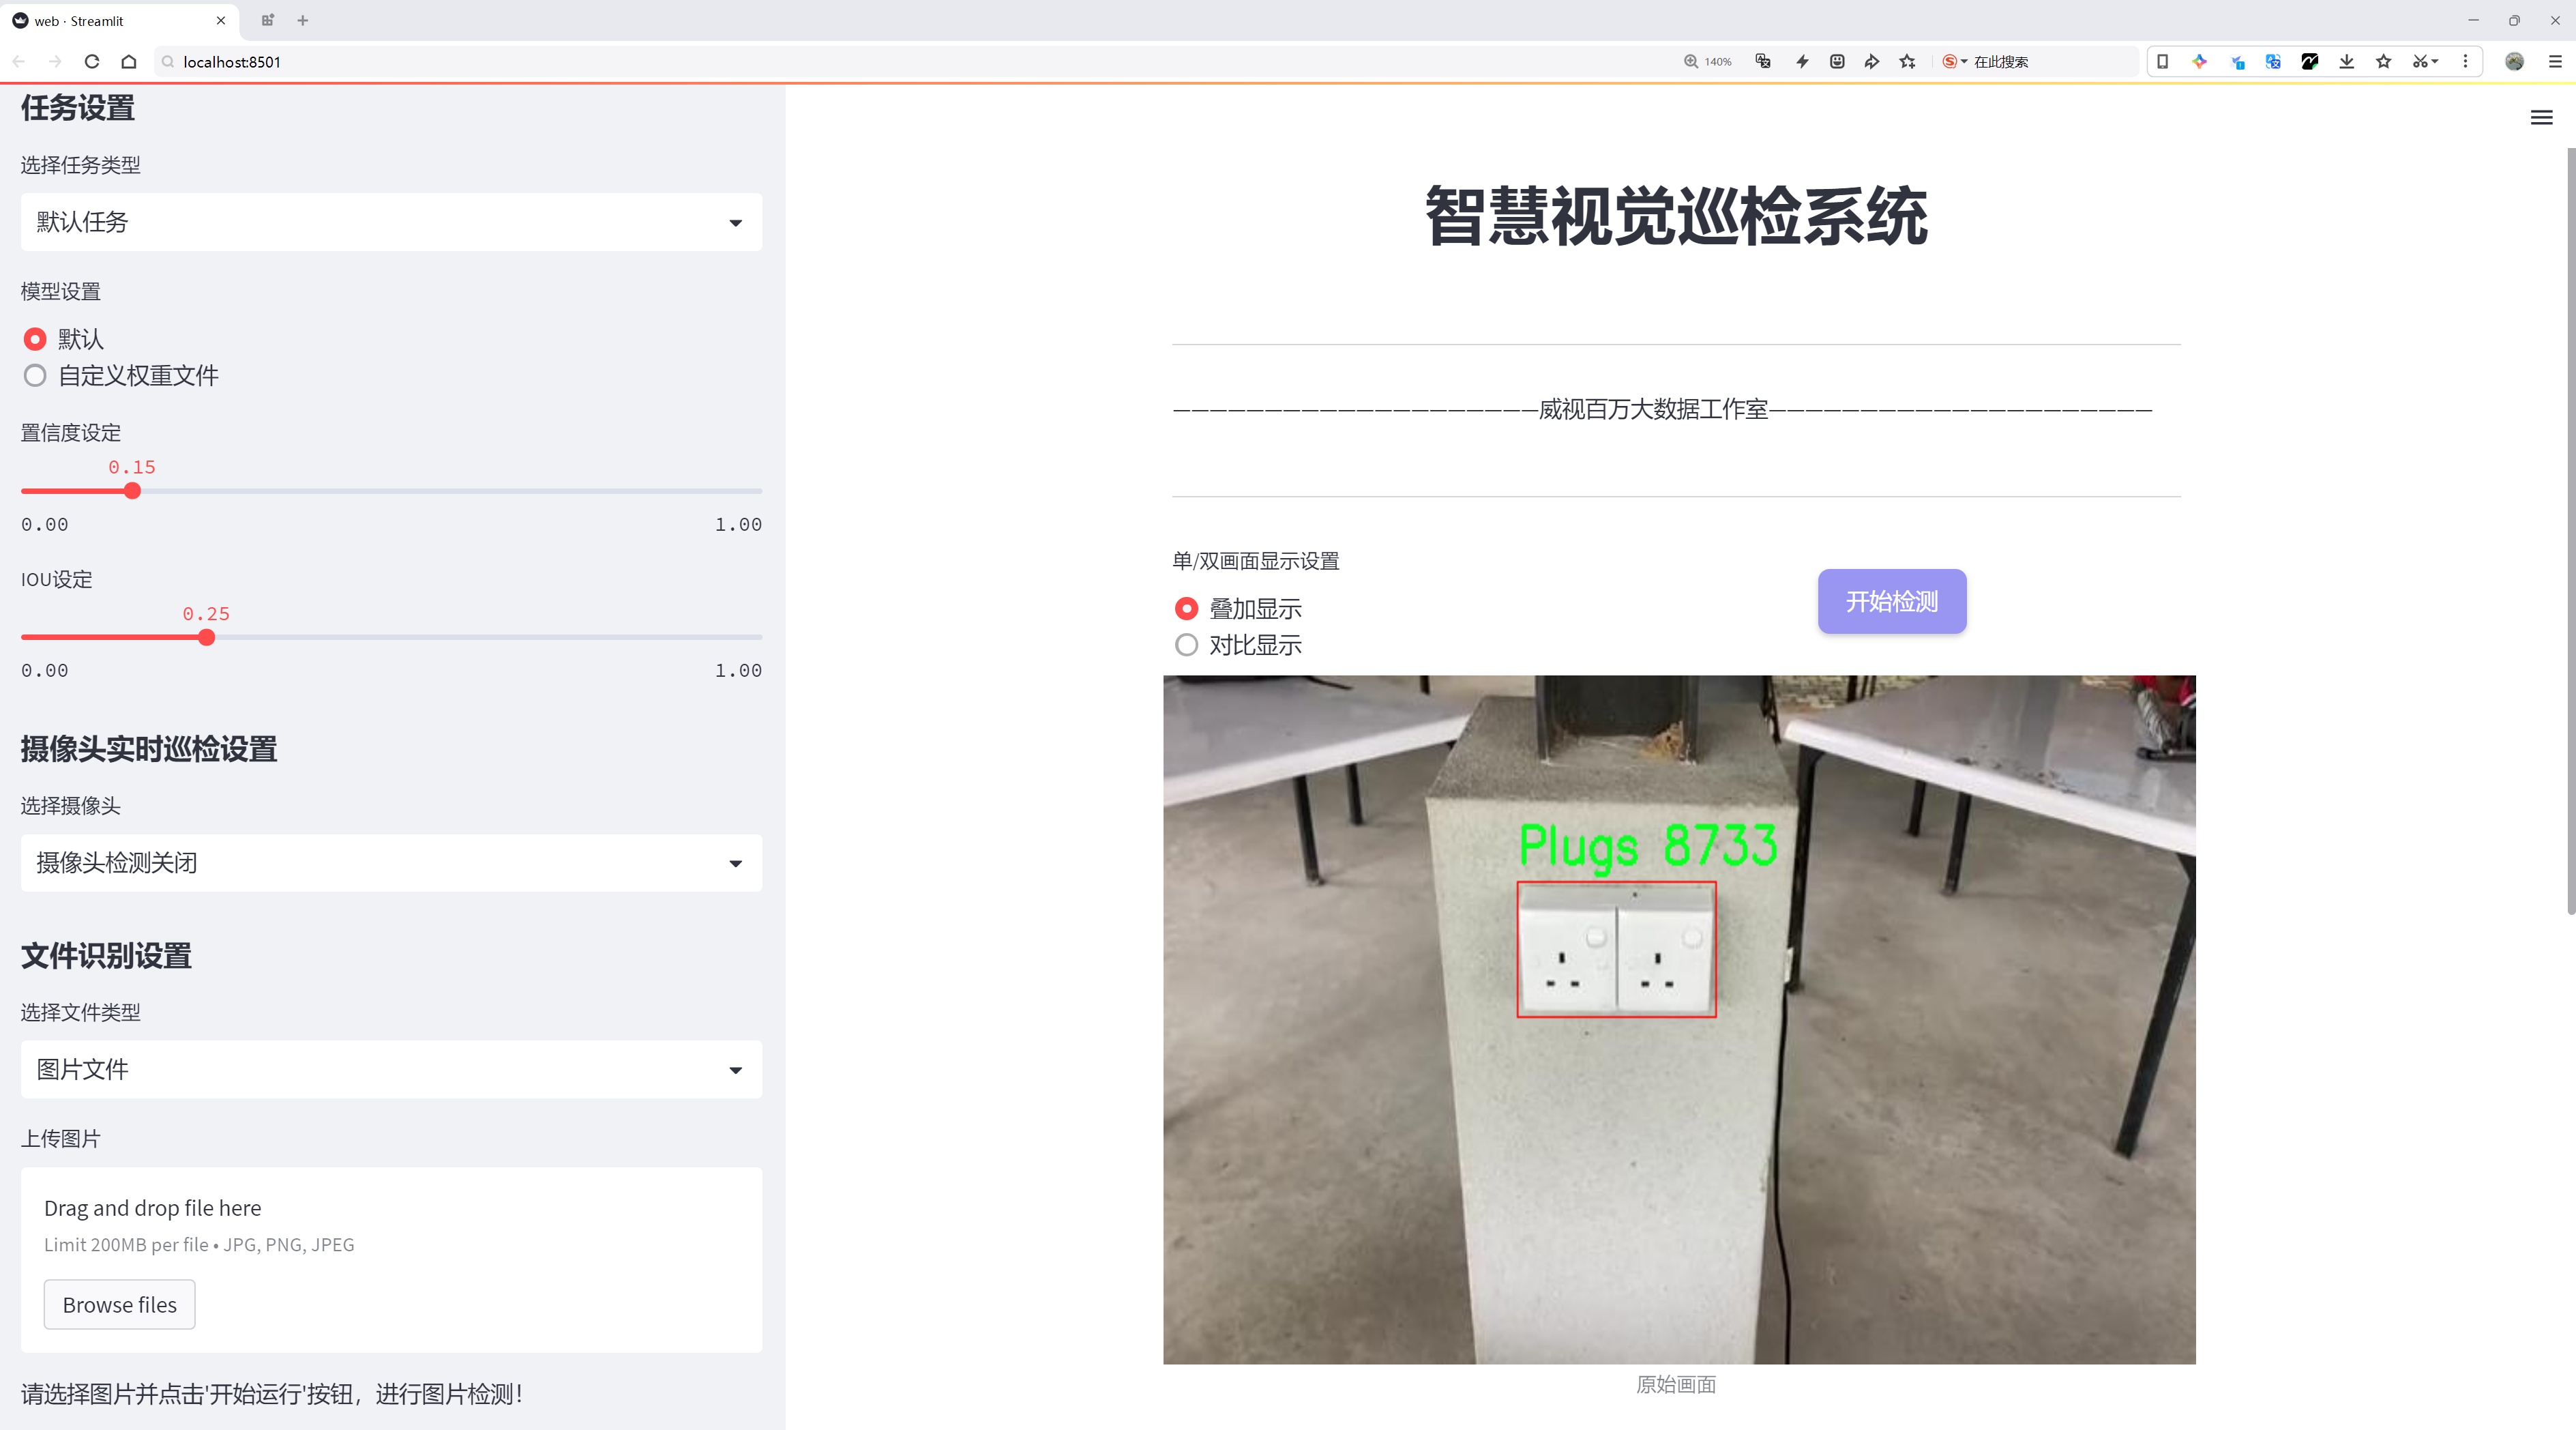 web · Streamlit
localhost:8501
140%
在此搜索
任务设置
选择任务类型
默认任务
模型设置
默认
自定义权重文件
置信度设定
0.15
0.00 1.00
IOU设定
0.25
0.00 1.00
摄像头实时巡检设置
选择摄像头
摄像头检测关闭
文件识别设置
选择文件类型
图片文件
上传图片
Drag and drop file here
Limit 200MB per file • JPG, PNG, JPEG
Browse files
请选择图片并点击'开始运行'按钮，进行图片检测！
智慧视觉巡检系统
————————————————————威视百万大数据工作室—————————————————————
单/双画面显示设置
叠加显示
对比显示
开始检测
Plugs 8733
原始画面